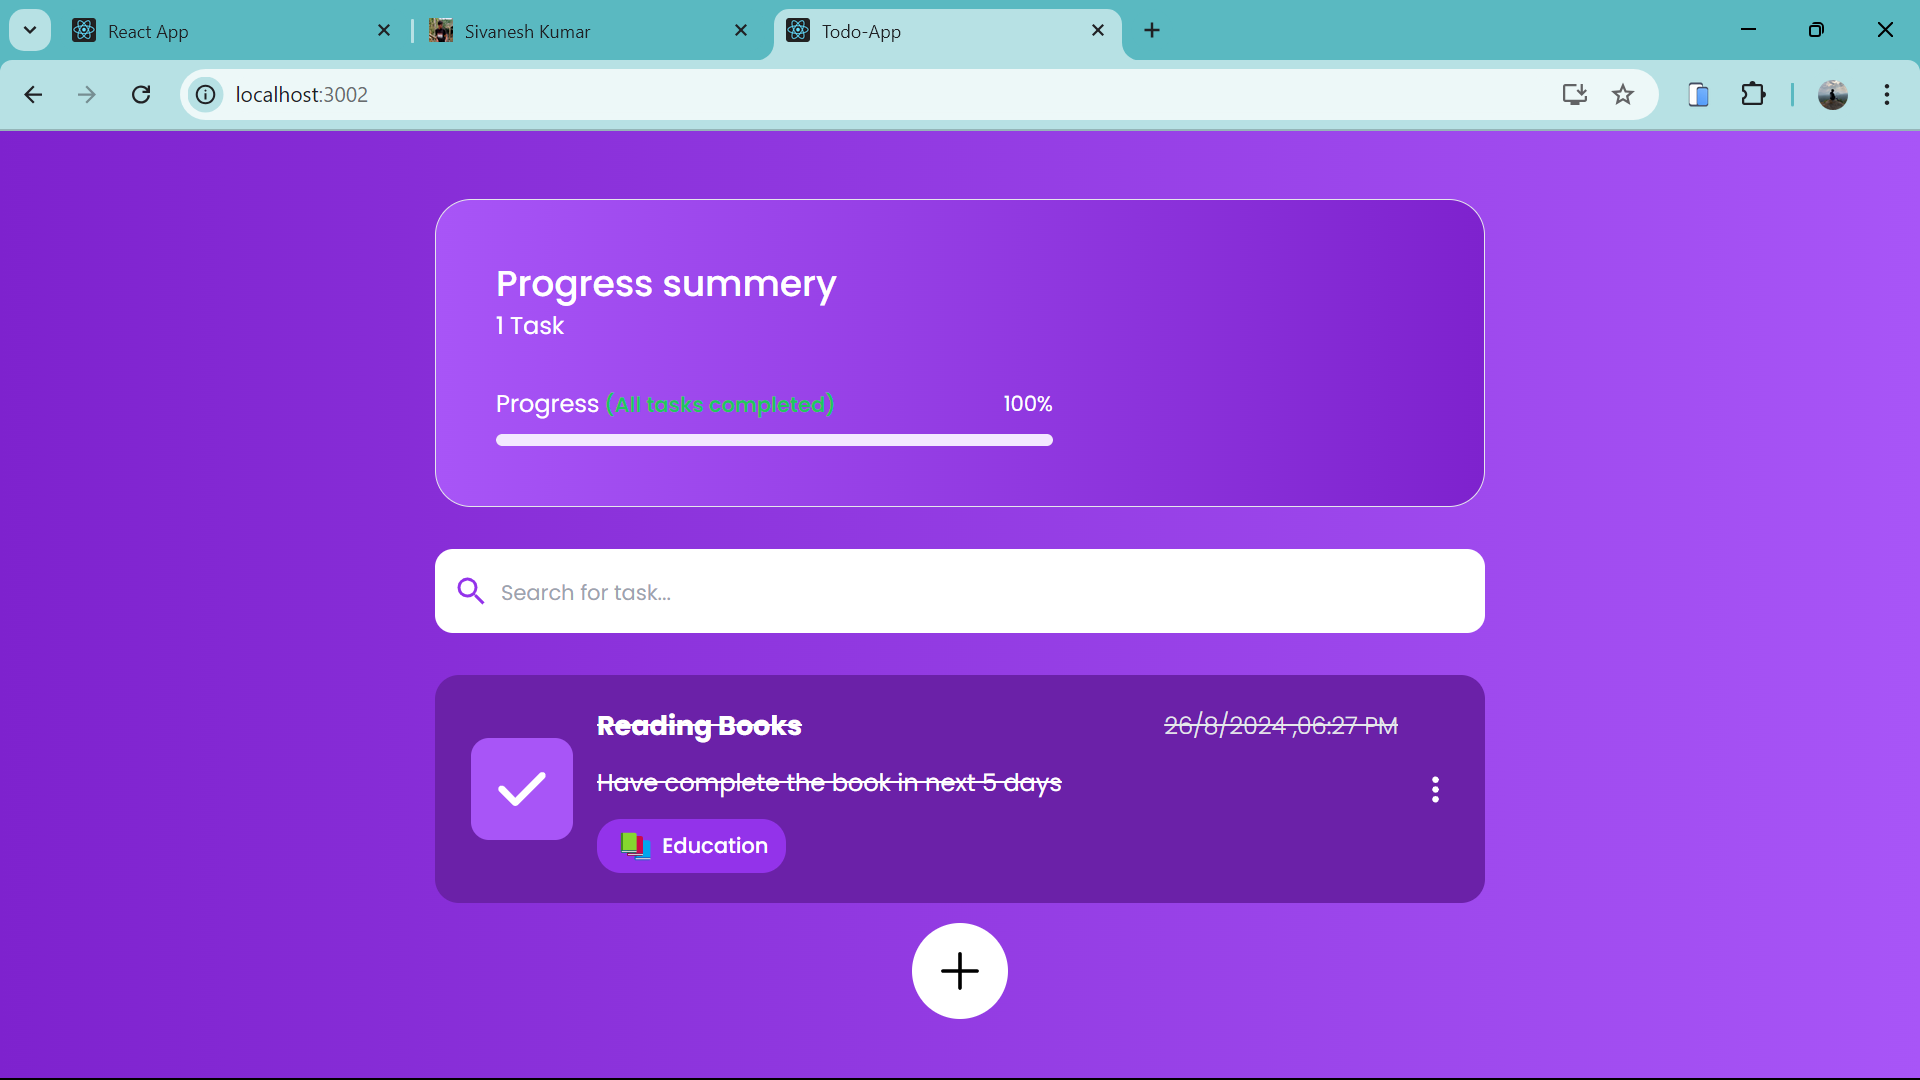 React App
Sivanesh Kumar
Todo-App
localhost:3002
Progress summery
1 Task
Progress (All tasks completed) 100%
Search for task...
Reading Books 26/8/2024 ,06:27 PM
Have complete the book in next 5 days
Education